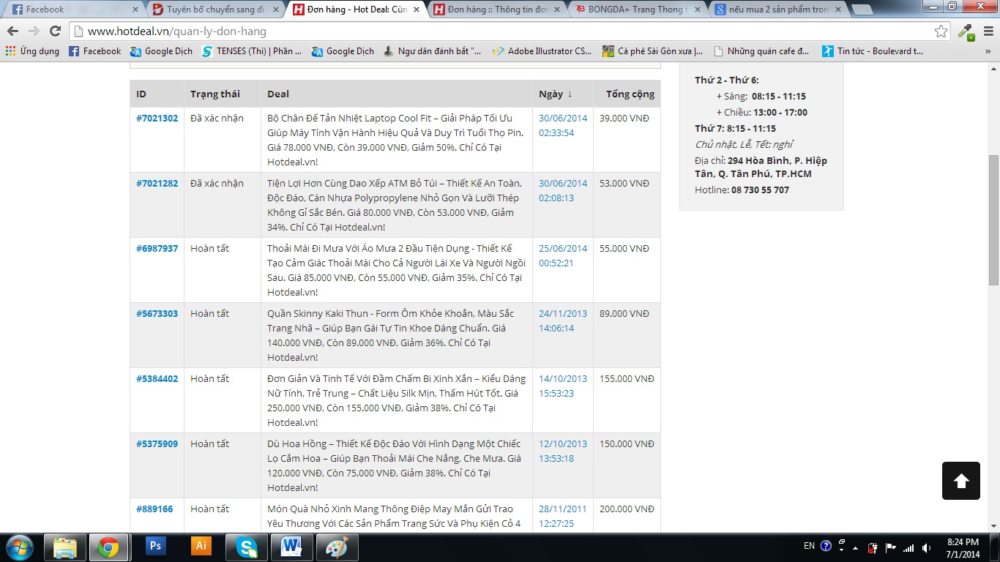 Facebook
Tuyên bố chuyển sang đi
Đơn hàng - Hot Deal: Cùn
Đơn hàng :: Thông tin đơn
BONGDA+ Trang Thong t
nếu mua 2 sản phẩm tron
www.hotdeal.vn/quan-ly-don-hang
Ứng dụng Facebook Google Dịch TENSES (Thì) | Phần ... Google Dịch Ngư dân đánh bắt "... Adobe Illustrator CS... Cà phê Sài Gòn xưa |... Những quán cafe đ... Tin tức - Boulevard t... »
ID Trạng thái Deal Ngày ↓ Tổng cộng
#7021302 Đã xác nhận Bộ Chân Đế Tản Nhiệt Laptop Cool Fit – Giải Pháp Tối Ưu 30/06/2014 39.000 VNĐ
Giúp Máy Tính Vận Hành Hiệu Quả Và Duy Trì Tuổi Thọ Pin. 02:33:54
Giá 78.000 VNĐ, Còn 39.000 VNĐ, Giảm 50%. Chỉ Có Tại
Hotdeal.vn!
#7021282 Đã xác nhận Tiện Lợi Hơn Cùng Dao Xếp ATM Bỏ Túi – Thiết Kế An Toàn, 30/06/2014 53.000 VNĐ
Độc Đáo, Cán Nhựa Polypropylene Nhỏ Gọn Và Lưỡi Thép 02:08:13
Không Gỉ Sắc Bén. Giá 80.000 VNĐ, Còn 53.000 VNĐ, Giảm
34%. Chỉ Có Tại Hotdeal.vn!
#6987937 Hoàn tất Thoải Mái Đi Mưa Với Áo Mưa 2 Đầu Tiện Dụng - Thiết Kế 25/06/2014 55.000 VNĐ
Tạo Cảm Giác Thoải Mái Cho Cả Người Lái Xe Và Người Ngồi 00:52:21
Sau. Giá 85.000 VNĐ, Còn 55.000 VNĐ, Giảm 35%. Chỉ Có Tại
Hotdeal.vn!
#5673303 Hoàn tất Quần Skinny Kaki Thun - Form Ôm Khỏe Khoắn, Màu Sắc 24/11/2013 89.000 VNĐ
Trang Nhã – Giúp Bạn Gái Tự Tin Khoe Dáng Chuẩn. Giá 14:06:14
140.000 VNĐ, Còn 89.000 VNĐ, Giảm 36%. Chỉ Có Tại
Hotdeal.vn!
#5384402 Hoàn tất Đơn Giản Và Tinh Tế Với Đầm Chấm Bi Xinh Xắn – Kiểu Dáng 14/10/2013 155.000 VNĐ
Nữ Tính, Trẻ Trung – Chất Liệu Silk Mịn, Thấm Hút Tốt. Giá 15:53:23
250.000 VNĐ, Còn 155.000 VNĐ, Giảm 38%. Chỉ Có Tại
Hotdeal.vn!
#5375909 Hoàn tất Dù Hoa Hồng – Thiết Kế Độc Đáo Với Hình Dạng Một Chiếc 12/10/2013 150.000 VNĐ
Lọ Cắm Hoa – Giúp Bạn Thoải Mái Che Nắng, Che Mưa. Giá 13:53:18
120.000 VNĐ, Còn 75.000 VNĐ, Giảm 38%. Chỉ Có Tại
Hotdeal.vn!
#889166 Hoàn tất Món Quà Nhỏ Xinh Mang Thông Điệp May Mắn Gửi Trao 28/11/2011 200.000 VNĐ
Yêu Thương Với Các Sản Phẩm Trang Sức Và Phụ Kiện Cỏ 4 12:27:25
Thứ 2 - Thứ 6:
+ Sáng: 08:15 - 11:15
+ Chiều: 13:00 - 17:00
Thứ 7: 8:15 - 11:15
Chủ nhật, Lễ, Tết: nghỉ
Địa chỉ: 294 Hòa Bình, P. Hiệp
Tân, Q. Tân Phú, TP.HCM
Hotline: 08 730 55 707
Ps Ai S W
EN
8:24 PM
7/1/2014